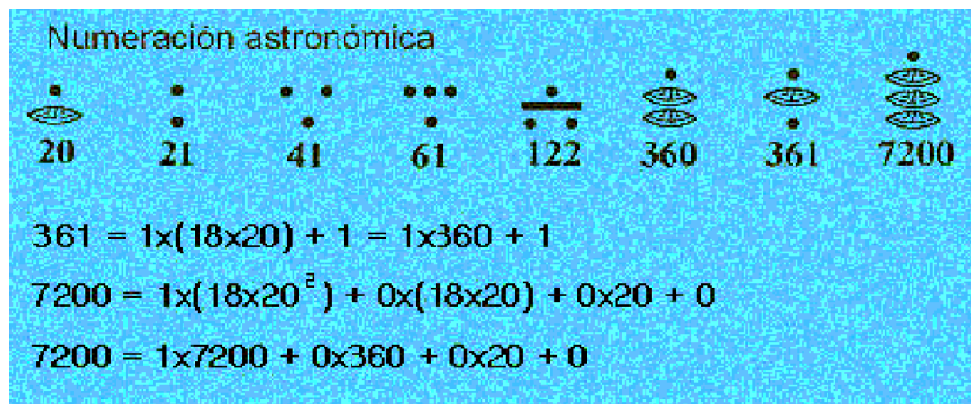 Numeración astronómica
20 21 41 61 122 360 361 7200
361 = 1x(18x20) + 1 = 1x360 + 1
7200 = 1x(18x20²) + 0x(18x20) + 0x20 + 0
7200 = 1x7200 + 0x360 + 0x20 + 0